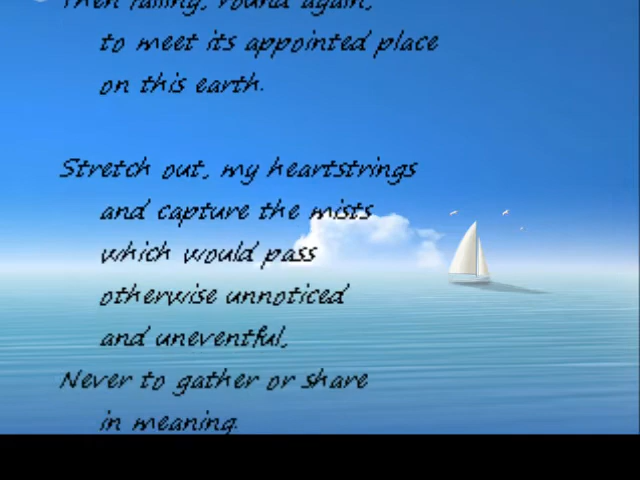 Then falling, round again,
to meet its appointed place
on this earth.
Stretch out, my heartstrings
and capture the mists
which would pass
otherwise unnoticed
and uneventful,
Never to gather or share
in meaning